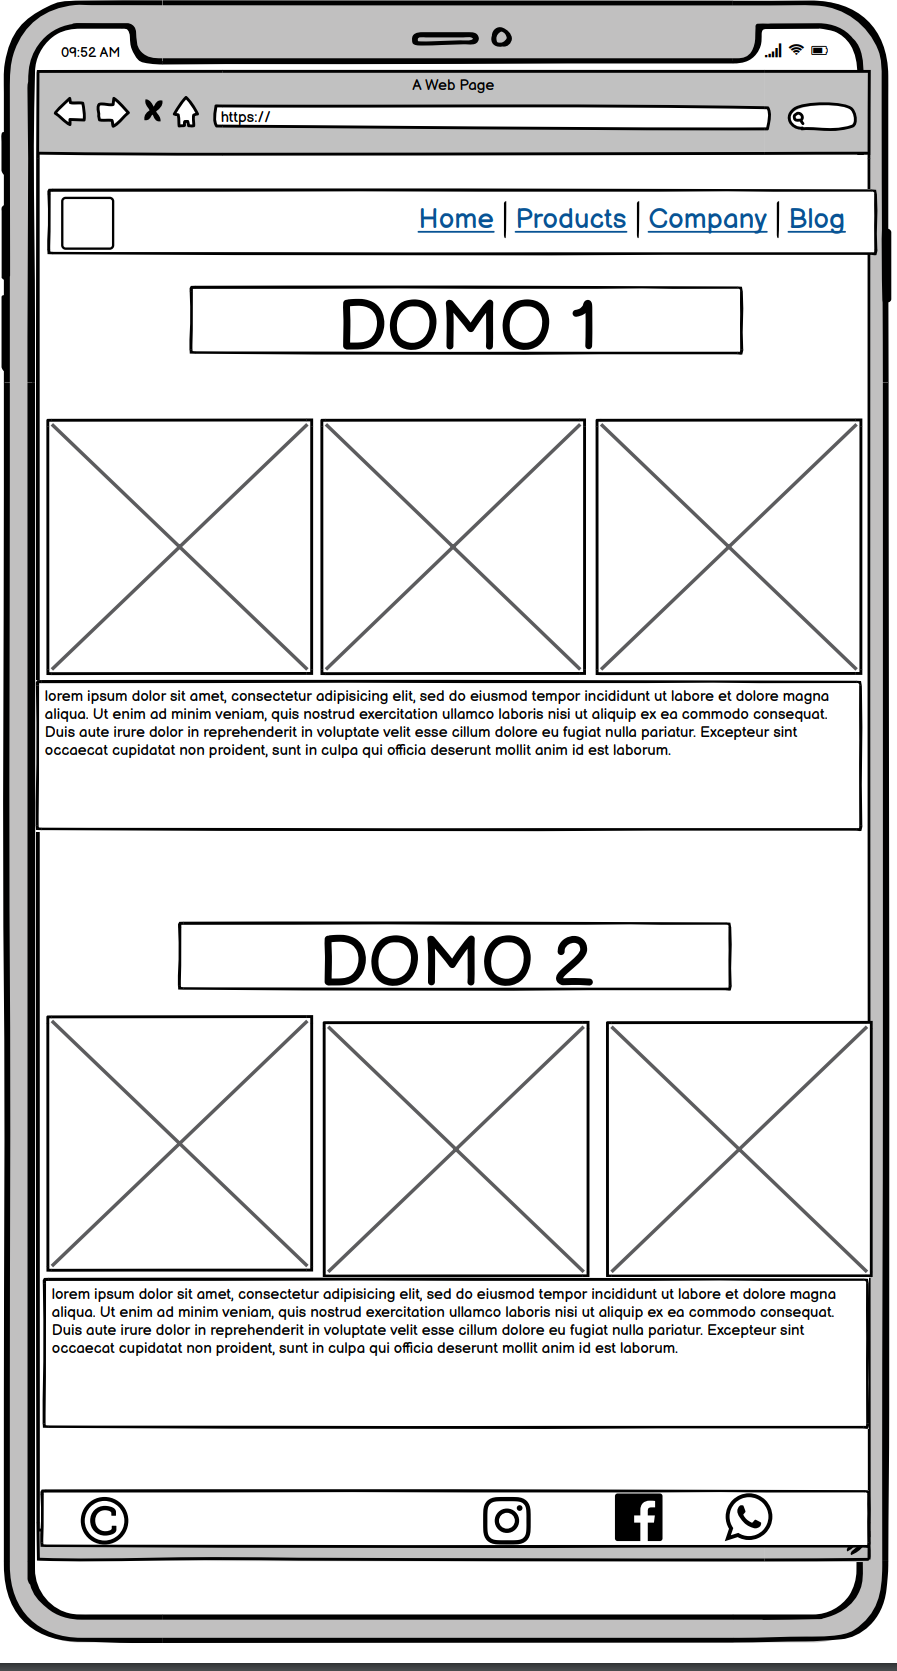 09:52 AM
A Web Page
https://
Home | Products | Company | Blog
DOMO 1
lorem ipsum dolor sit amet, consectetur adipisicing elit, sed do eiusmod tempor incididunt ut labore et dolore magna
aliqua. Ut enim ad minim veniam, quis nostrud exercitation ullamco laboris nisi ut aliquip ex ea commodo consequat.
Duis aute irure dolor in reprehenderit in voluptate velit esse cillum dolore eu fugiat nulla pariatur. Excepteur sint
occaecat cupidatat non proident, sunt in culpa qui officia deserunt mollit anim id est laborum.
DOMO 2
lorem ipsum dolor sit amet, consectetur adipisicing elit, sed do eiusmod tempor incididunt ut labore et dolore magna
aliqua. Ut enim ad minim veniam, quis nostrud exercitation ullamco laboris nisi ut aliquip ex ea commodo consequat.
Duis aute irure dolor in reprehenderit in voluptate velit esse cillum dolore eu fugiat nulla pariatur. Excepteur sint
occaecat cupidatat non proident, sunt in culpa qui officia deserunt mollit anim id est laborum.
©